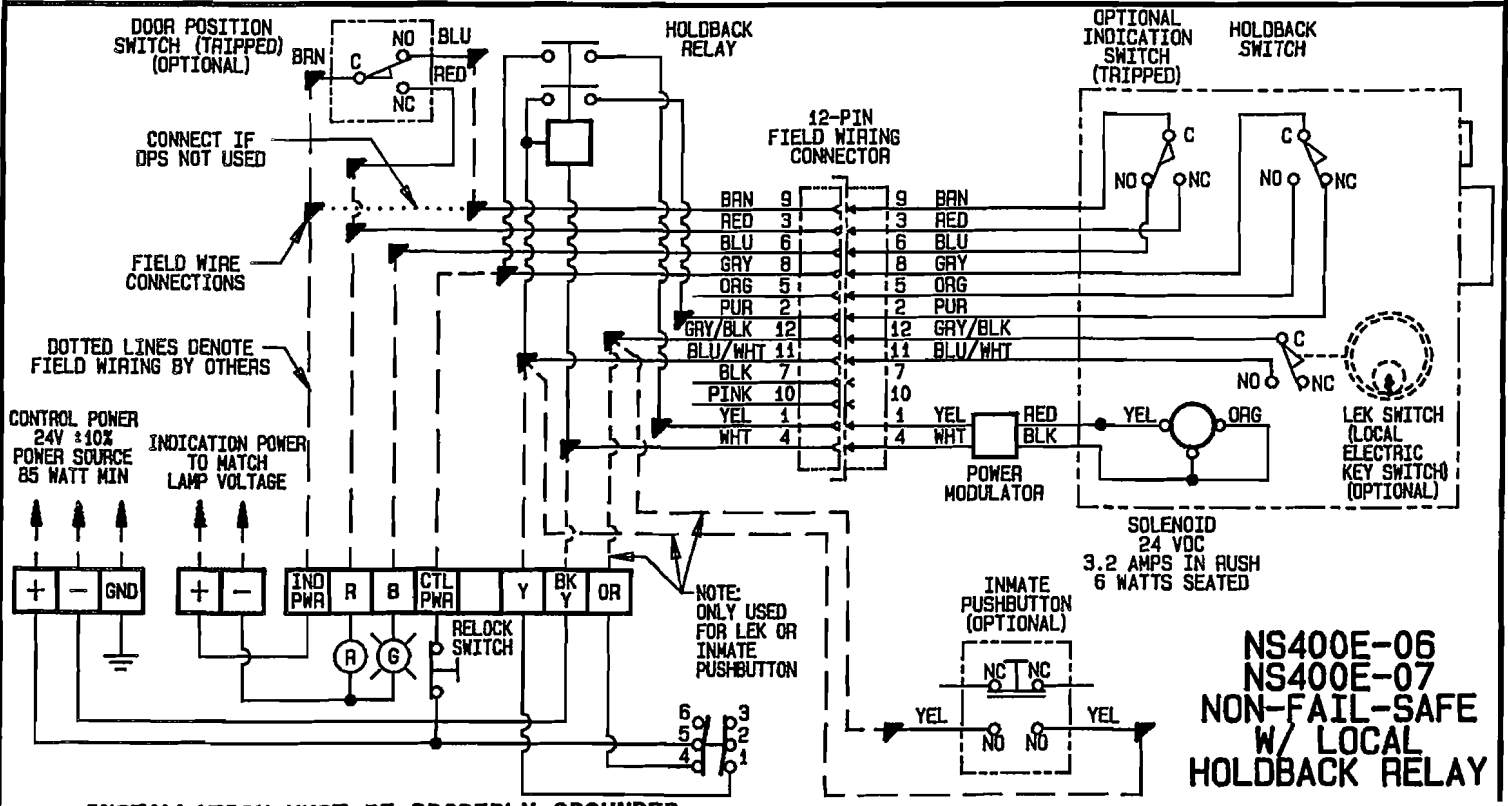 DOOR POSITION
SWITCH (TRIPPED)
(OPTIONAL)
BRN
C
NO
BLU
RED
NC
HOLDBACK
RELAY
OPTIONAL
INDICATION
SWITCH
(TRIPPED)
HOLDBACK
SWITCH
CONNECT IF
DPS NOT USED
12-PIN
FIELD WIRING
CONNECTOR
C
NO
NC
C
NO
NC
FIELD WIRE
CONNECTIONS
BRN 9 9 BRN
RED 3 3 RED
BLU 6 6 BLU
GRY 8 8 GRY
ORG 5 5 ORG
PUR 2 2 PUR
GRY/BLK 12 12 GRY/BLK
BLU/WHT 11 11 BLU/WHT
BLK 7 7
PINK 10 10
YEL 1 1 YEL
WHT 4 4 WHT
RED
BLK
POWER
MODULATOR
YEL
ORG
C
NO
NC
LEK SWITCH
(LOCAL
ELECTRIC
KEY SWITCH)
(OPTIONAL)
DOTTED LINES DENOTE
FIELD WIRING BY OTHERS
CONTROL POWER
24V ±10%
POWER SOURCE
85 WATT MIN
INDICATION POWER
TO MATCH
LAMP VOLTAGE
SOLENOID
24 VDC
3.2 AMPS IN RUSH
6 WATTS SEATED
+ - GND
+ -
IND
PWR
R
B
CTL
PWR
Y
BK
Y
OR
NOTE:
ONLY USED
FOR LEK OR
INMATE
PUSHBUTTON
R
G
RELOCK
SWITCH
6 3
5 2
4 1
INMATE
PUSHBUTTON
(OPTIONAL)
NC NC
YEL
NO NO
YEL
NS400E-06
NS400E-07
NON-FAIL-SAFE
W/ LOCAL
HOLDBACK RELAY
INSTALLATION MUST BE PROPERLY GROUNDED